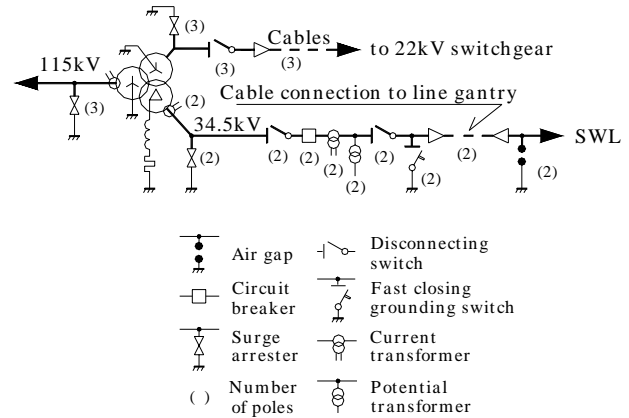 (3)
Cables
to 22kV switchgear
(3)
(3)
115kV
(3)
(2)
Cable connection to line gantry
34.5kV
SWL
(2)
(2)
(2)
(2)
(2)
(2)
(2)
(2)
(2)
Air gap
Disconnecting
switch
Circuit
breaker
Fast closing
grounding switch
Surge
arrester
Current
transformer
( )
Number
of poles
Potential
transformer